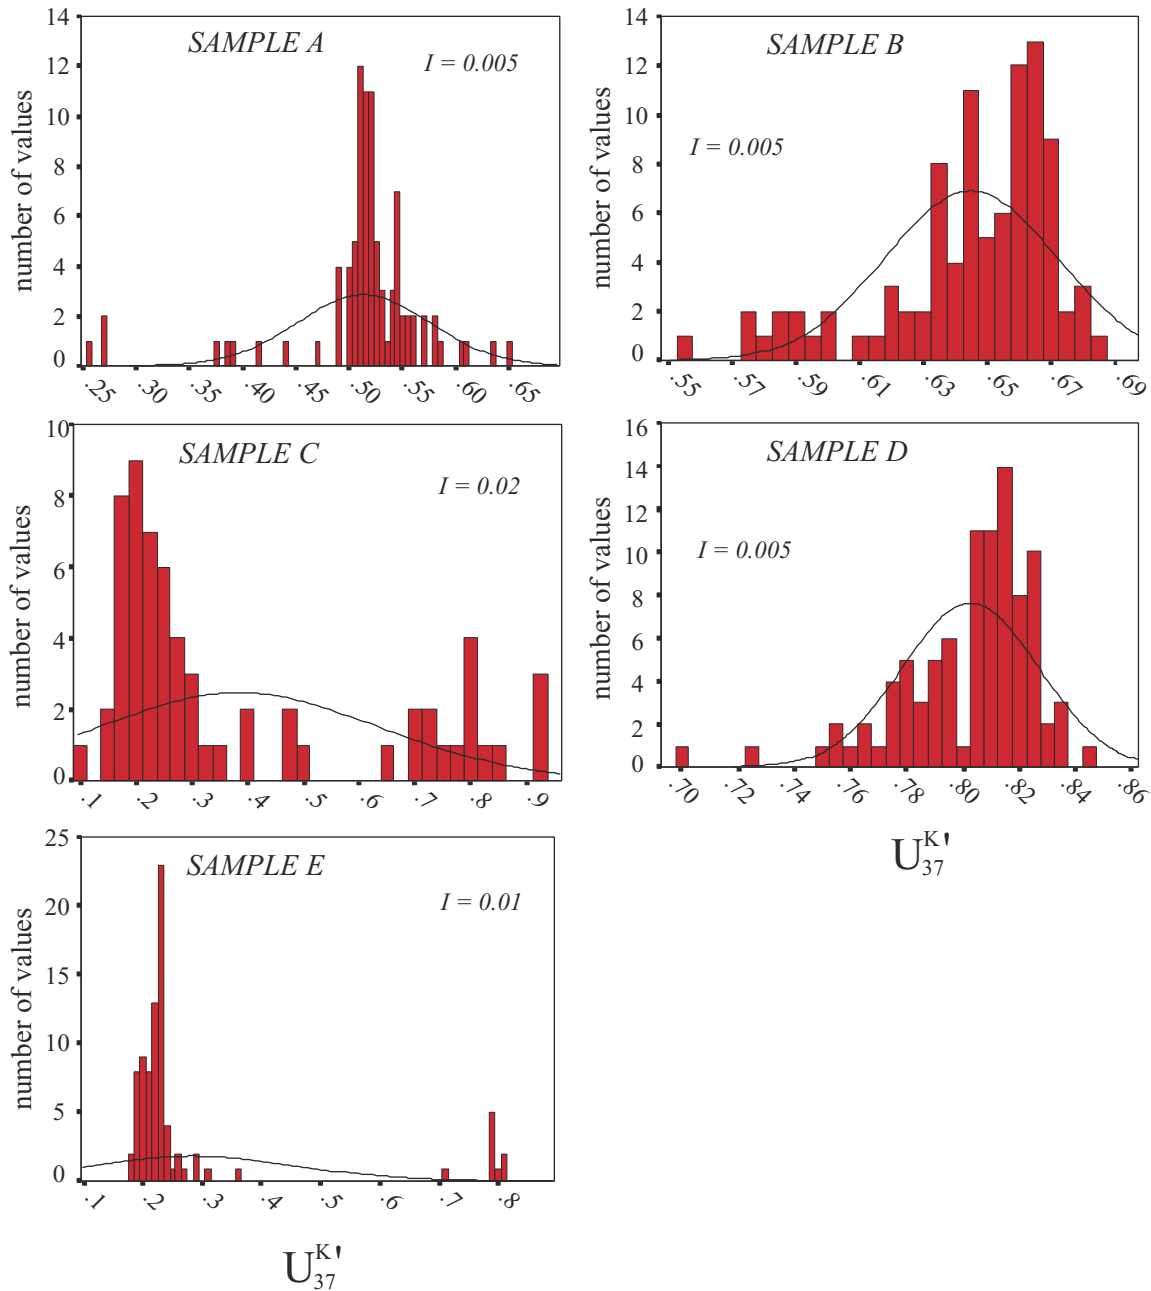 SAMPLE A
I = 0.005
number of values
14
12
10
8
6
4
2
0
.25 .30 .35 .40 .45 .50 .55 .60 .65
SAMPLE B
I = 0.005
number of values
14
12
10
8
6
4
2
0
.55 .57 .59 .61 .63 .65 .67 .69
SAMPLE C
I = 0.02
number of values
10
8
6
4
2
0
.1 .2 .3 .4 .5 .6 .7 .8 .9
SAMPLE D
I = 0.005
number of values
16
14
12
10
8
6
4
2
0
.70 .72 .74 .76 .78 .80 .82 .84 .86
U37K'
SAMPLE E
I = 0.01
number of values
25
20
15
10
5
0
.1 .2 .3 .4 .5 .6 .7 .8
U37K'